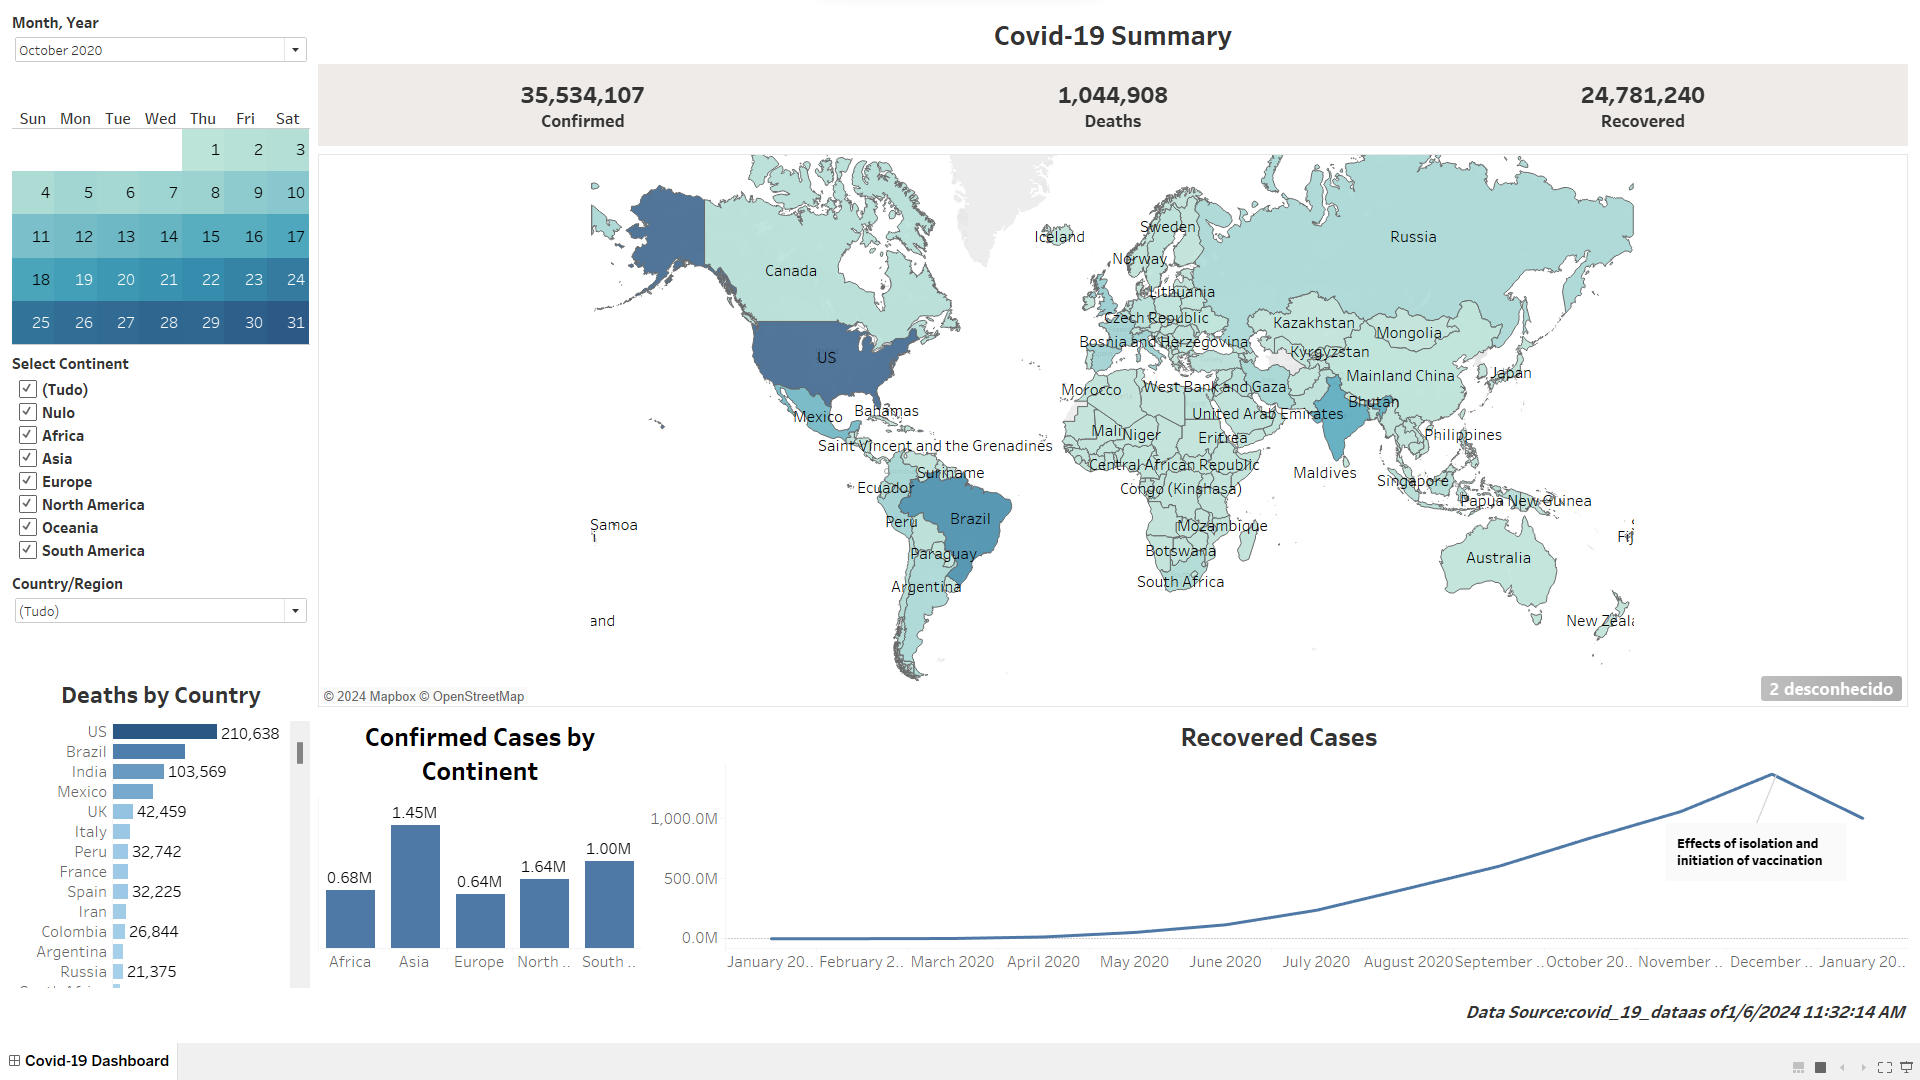 Month, Year
October 2020
Sun Mon Tue Wed Thu Fri Sat
1 2 3
4 5 6 7 8 9 10
11 12 13 14 15 16 17
18 19 20 21 22 23 24
25 26 27 28 29 30 31
Select Continent
(Tudo)
Nulo
Africa
Asia
Europe
North America
Oceania
South America
Country/Region
(Tudo)
Covid-19 Summary
35,534,107
Confirmed
1,044,908
Deaths
24,781,240
Recovered
Iceland
Sweden
Russia
Norway
Canada
Lithuania
Czech Republic
Kazakhstan
Mongolia
Bosnia and Herzegovina
Kyrgyzstan
US
Mainland China
Japan
Morocco
West Bank and Gaza
Bhutan
Mexico
Bahamas
United Arab Emirates
Mali
Niger
Eritrea
Philippines
Saint Vincent and the Grenadines
Central African Republic
Suriname
Maldives
Singapore
Ecuador
Congo (Kinshasa)
Papua New Guinea
Samoa
Peru
Brazil
Mozambique
Fij
i
Paraguay
Botswana
Australia
Argentina
South Africa
and
New Zeala
© 2024 Mapbox © OpenStreetMap
2 desconhecido
Deaths by Country
US 210,638
Brazil
India 103,569
Mexico
UK 42,459
Italy
Peru 32,742
France
Spain 32,225
Iran
Colombia 26,844
Argentina
Russia 21,375
Confirmed Cases by
Continent
0.68M
1.45M
0.64M
1.64M
1.00M
Africa Asia Europe North .. South ..
Recovered Cases
1,000.0M
500.0M
0.0M
Effects of isolation and
initiation of vaccination
January 20.. February 2.. March 2020 April 2020 May 2020 June 2020 July 2020 August 2020 September .. October 20.. November .. December .. January 20..
Data Source:covid_19_dataas of1/6/2024 11:32:14 AM
Covid-19 Dashboard